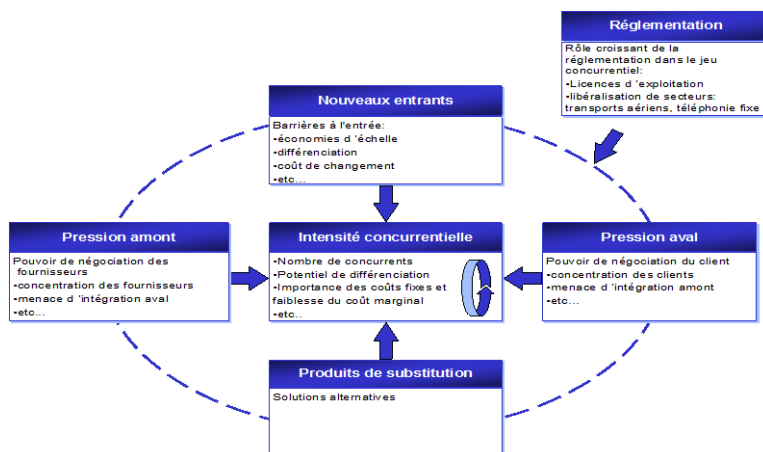 Réglementation
Rôle croissant de la
réglementation dans le jeu
concurrentiel:
•Licences d 'exploitation
•libéralisation de secteurs:
transports aériens, téléphonie fixe
Nouveaux entrants
Barrières à l'entrée:
•économies d 'échelle
•différenciation
•coût de changement
•etc...
Pression amont
Pouvoir de négociation des
fournisseurs
•concentration des fournisseurs
•menace d 'intégration aval
•etc...
Intensité concurrentielle
•Nombre de concurrents
•Potentiel de différenciation
•Importance des coûts fixes et
faiblesse du coût marginal
•etc..
Pression aval
Pouvoir de négociation du client
•concentration des clients
•menace d 'intégration amont
•etc...
Produits de substitution
Solutions alternatives